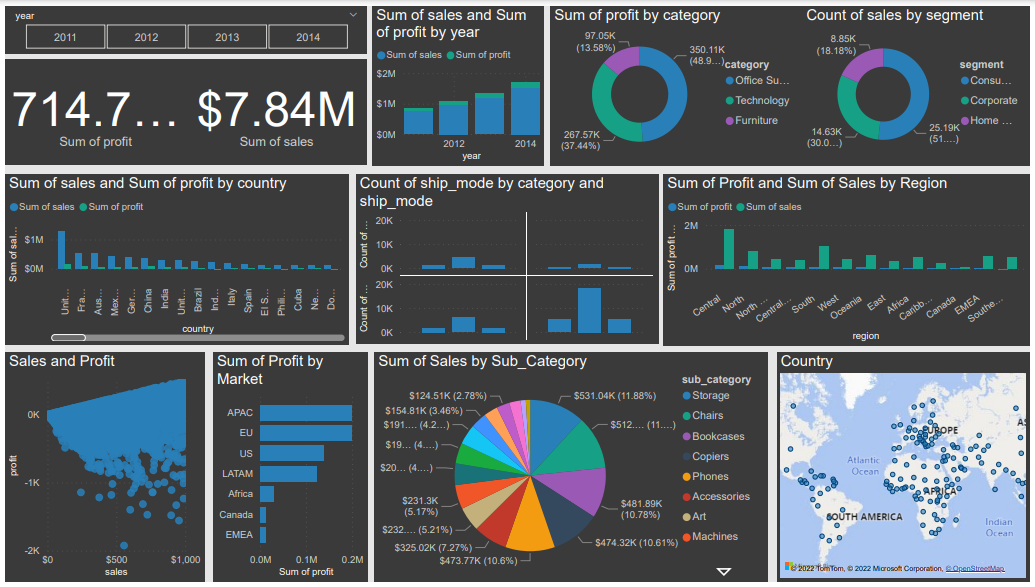 year
2011
2012
2013
2014
714.7…
Sum of profit
$7.84M
Sum of sales
Sum of sales and Sum
of profit by year
Sum of sales
Sum of profit
$2M
$1M
$0M
2012
2014
year
Sum of profit by category
97.05K
(13.58%)
350.11K
(48.9…)
267.57K
(37.44%)
category
Office Su…
Technology
Furniture
Count of sales by segment
8.85K
(18.18%)
14.63K
(30.0…)
25.19K
(51.…)
segment
Consu…
Corporate
Home …
Sum of sales and Sum of profit by country
Sum of sales
Sum of profit
Sum of sal…
$1M
$0M
Unit…
Fra…
Aus…
Mex…
Ger…
China
India
Unit…
Brazil
Ind…
Italy
Spain
El S…
Phili…
Cuba
Ne…
Do…
country
Count of ship_mode by category and
ship_mode
Count of …
20K
10K
0K
Count of …
20K
10K
0K
Sum of Profit and Sum of Sales by Region
Sum of profit
Sum of sales
Sum of profit …
2M
0M
Central
North
North …
Central…
South
West
Oceania
East
Africa
Caribb…
Canada
EMEA
Southe…
region
Sales and Profit
profit
0K
-1K
-2K
$0
$500
$1,000
sales
Sum of Profit by
Market
APAC
EU
US
LATAM
Africa
Canada
EMEA
0.0M
0.1M
0.2M
Sum of profit
Sum of Sales by Sub_Category
$124.51K (2.78%)
$154.81K (3.46%)
$191.… (4.2…)
$19… (4.…)
$20… (4.…)
$231.3K
(5.17%)
$232.… (5.21%)
$325.02K (7.27%)
$473.77K (10.6%)
$531.04K (11.88%)
$512.… (11.…)
$481.89K
(10.78%)
$474.32K (10.61%)
sub_category
Storage
Chairs
Bookcases
Copiers
Phones
Accessories
Art
Machines
Country
EUROPE
AS
Atlantic
Ocean
AFRICA
SOUTH AMERICA
Indian
Ocean
© 2022 TomTom, © 2022 Microsoft Corporation, © OpenStreetMap